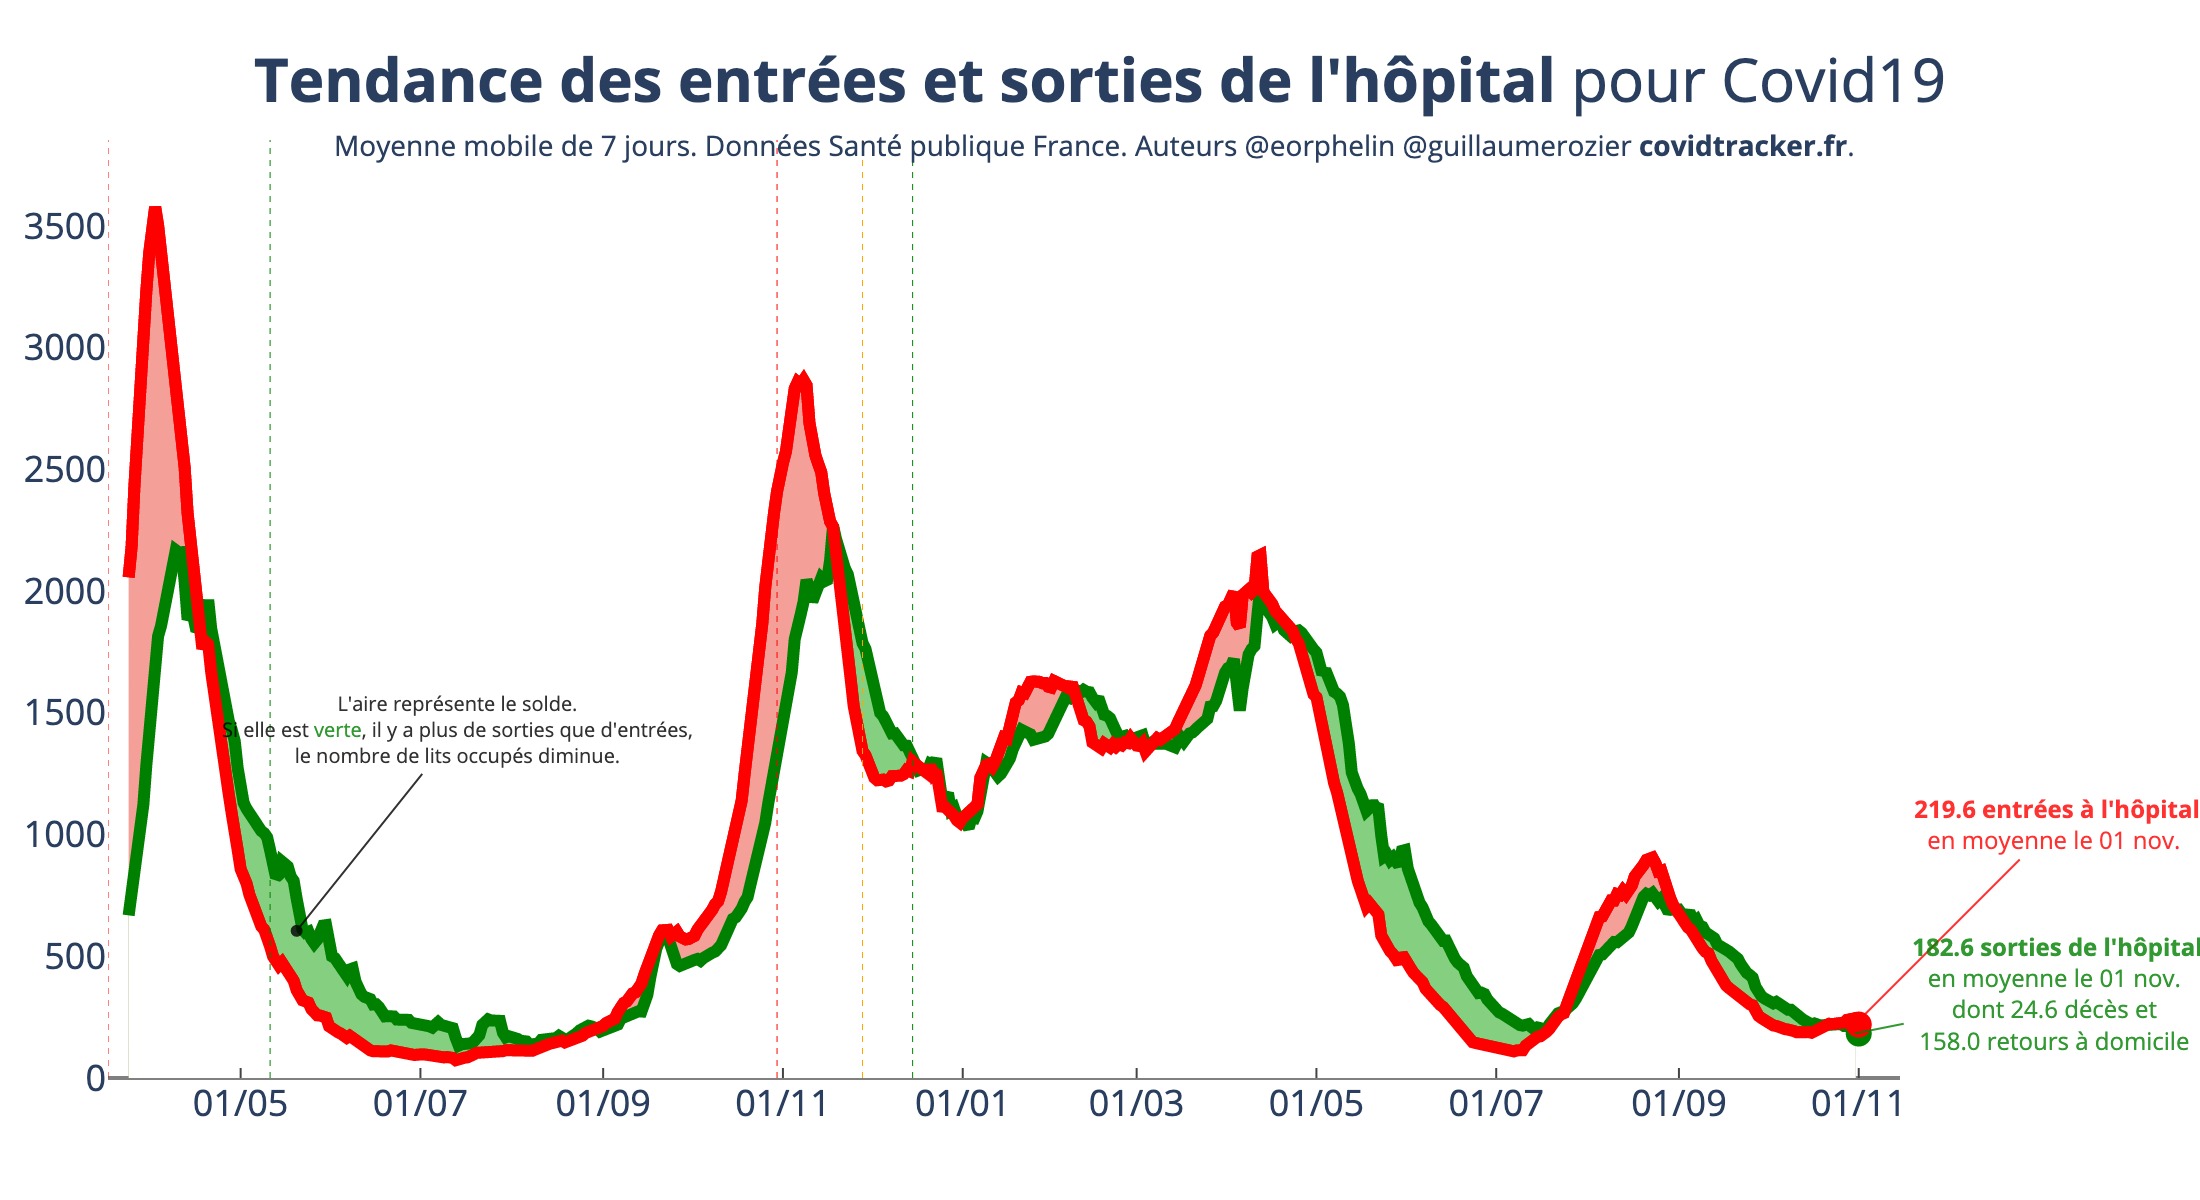 Tendance des entrées et sorties de l'hôpital pour Covid19
Moyenne mobile de 7 jours. Données Santé publique France. Auteurs @eorphelin @guillaumerozier covidtracker.fr.
3500
3000
2500
2000
1500
1000
500
0
L'aire représente le solde.
Si elle est verte, il y a plus de sorties que d'entrées,
le nombre de lits occupés diminue.
219.6 entrées à l'hôpital
en moyenne le 01 nov.
182.6 sorties de l'hôpital
en moyenne le 01 nov.
dont 24.6 décès et
158.0 retours à domicile
01/05 01/07 01/09 01/11 01/01 01/03 01/05 01/07 01/09 01/11